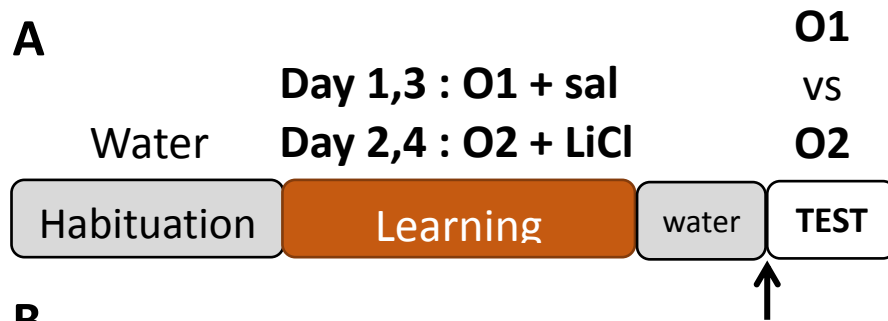 A
O1
Day 1,3 : O1 + sal
vs
Water
Day 2,4 : O2 + LiCl
O2
Habituation
Learning
water
TEST
B